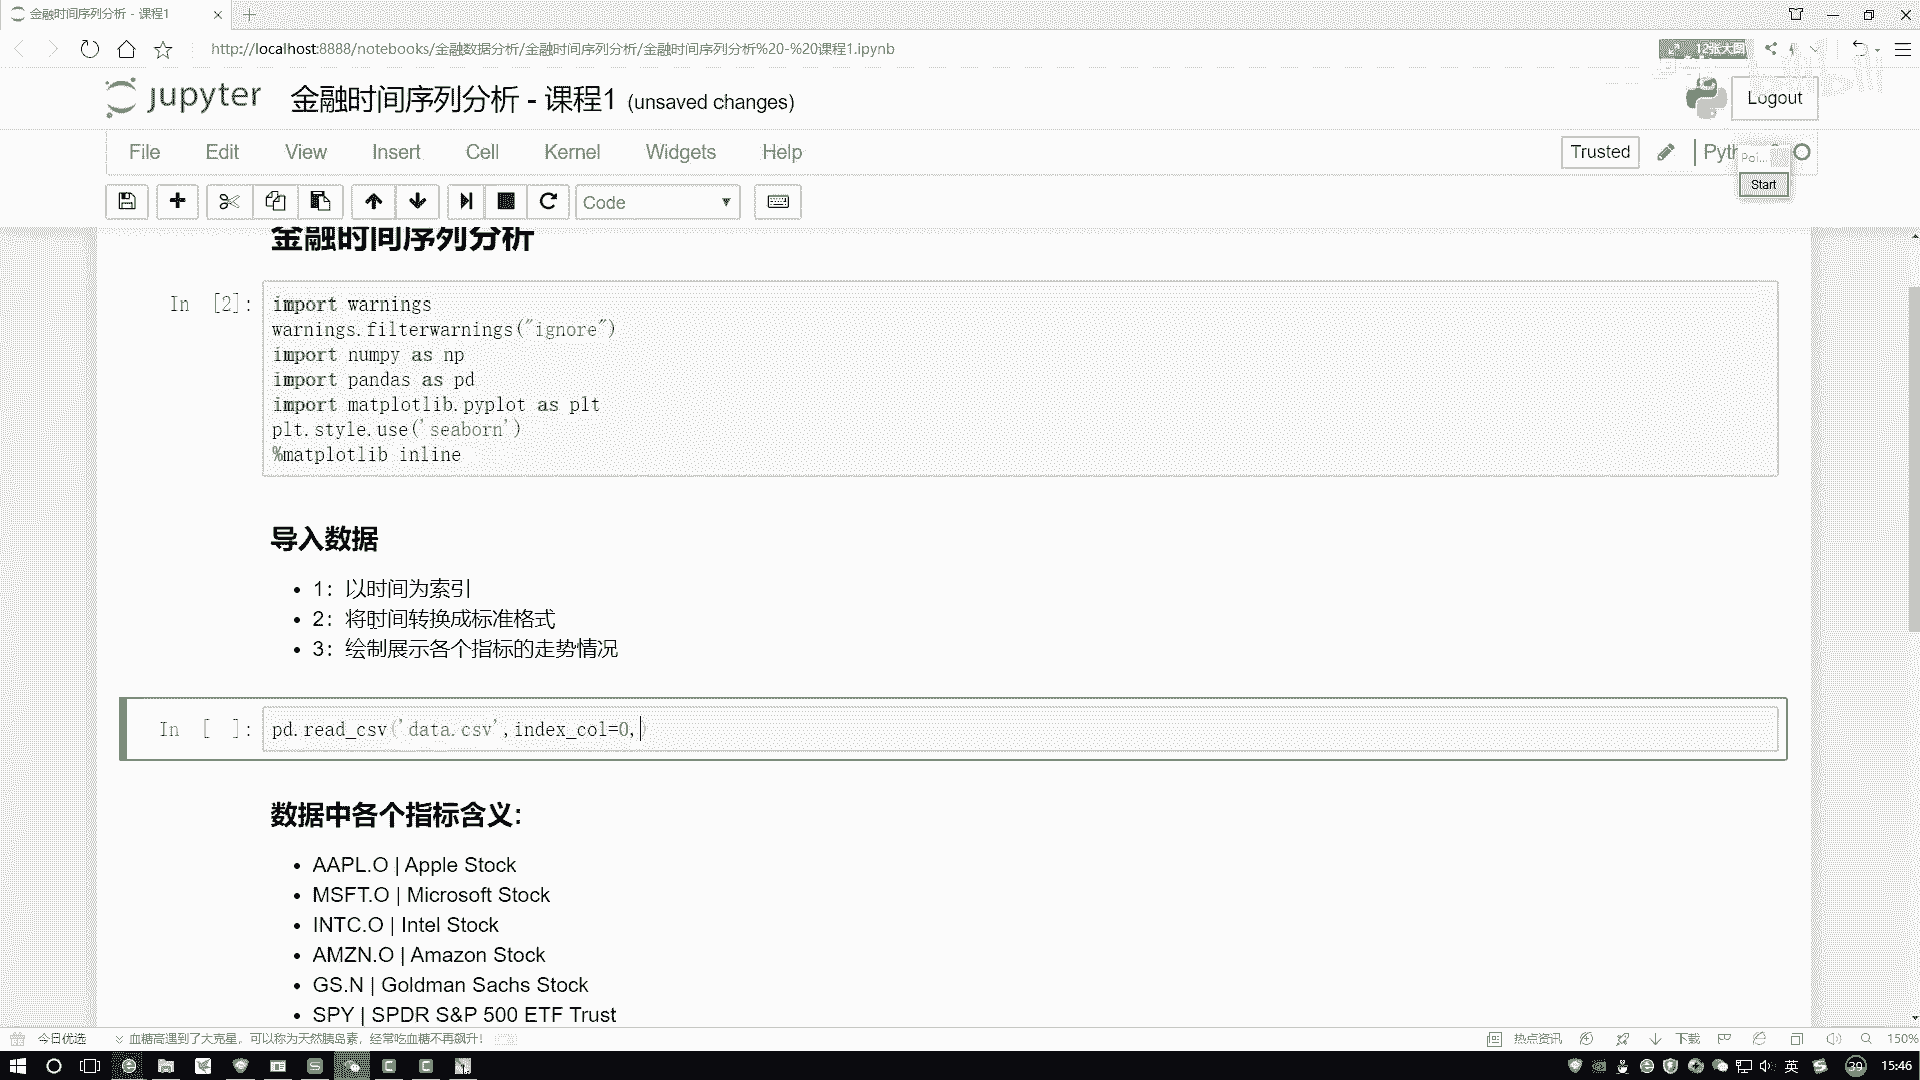 金融时间序列分析 - 课程1
http://localhost:8888/notebooks/金融数据分析/金融时间序列分析/金融时间序列分析%20-%20课程1.ipynb
12张大图
jupyter 金融时间序列分析 - 课程1 (unsaved changes)
Logout
File Edit View Insert Cell Kernel Widgets Help
Trusted
Poi...
Start
Code
金融时间序列分析
In [2]:
import warnings
warnings.filterwarnings("ignore")
import numpy as np
import pandas as pd
import matplotlib.pyplot as plt
plt.style.use('seaborn')
%matplotlib inline
导入数据
1：以时间为索引
2：将时间转换成标准格式
3：绘制展示各个指标的走势情况
In [ ]:
pd.read_csv('data.csv',index_col=0,)
数据中各个指标含义:
AAPL.O | Apple Stock
MSFT.O | Microsoft Stock
INTC.O | Intel Stock
AMZN.O | Amazon Stock
GS.N | Goldman Sachs Stock
SPY | SPDR S&P 500 ETF Trust
今日优选
血糖高遇到了大克星，可以称为天然胰岛素，经常吃血糖不再飙升！
热点资讯
下载
150%
英
39
15:46